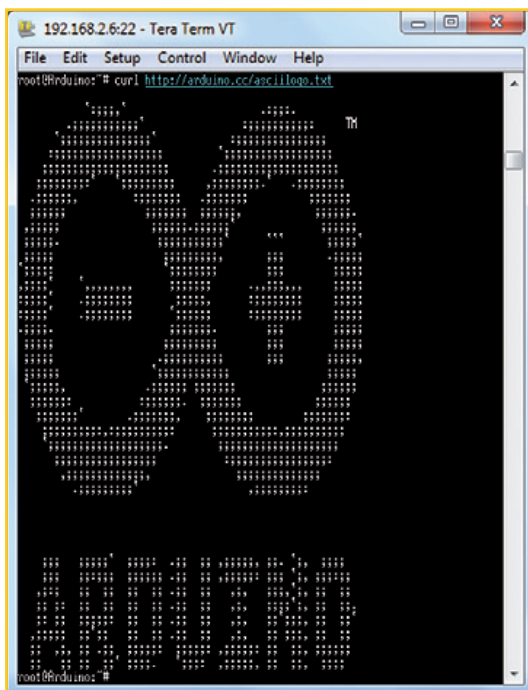 192.168.2.6:22 - Tera Term VT
File Edit Setup Control Window Help
root@Arduino:~# curl http://arduino.cc/asciilogo.txt
TM
ARDUINO
root@Arduino:~#